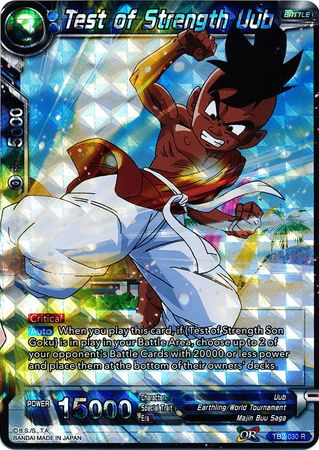 Test of Strength Uub
BATTLE
5000
Critical
Auto When you play this card, if {Test of Strength Son
Goku} is in play in your Battle Area, choose up to 2
of your opponent's Battle Cards with 20000 or less power
and place them at the bottom of their owners' decks.
POWER 15000
Character Uub
Special Trait Earthling/World Tournament
Era Majin Buu Saga
©B.S./S., T.A.
BANDAI MADE IN JAPAN
TB2-030 R